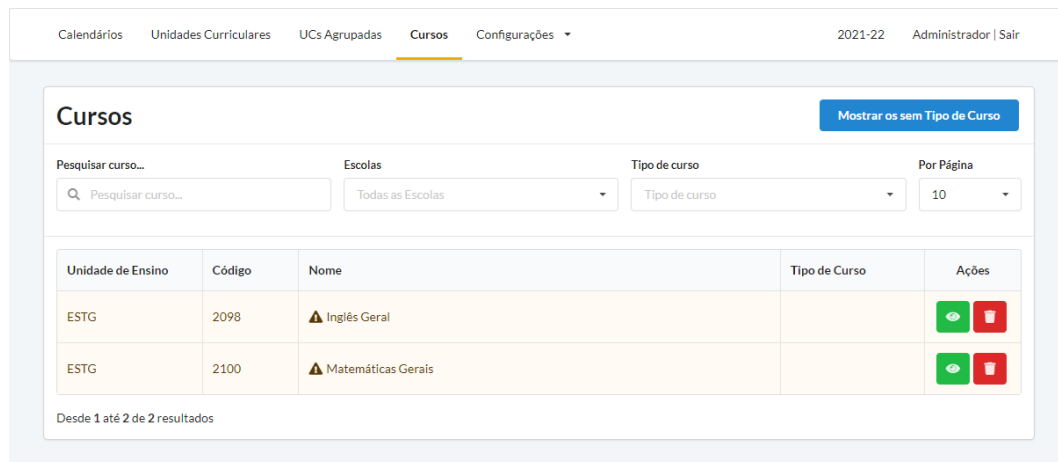 Calendários Unidades Curriculares UCs Agrupadas Cursos Configurações 2021-22 Administrador | Sair
Cursos Mostrar os sem Tipo de Curso
Pesquisar curso... Escolas Tipo de curso Por Página
Pesquisar curso... Todas as Escolas Tipo de curso 10
Unidade de Ensino Código Nome Tipo de Curso Ações
ESTG 2098 Inglês Geral
ESTG 2100 Matemáticas Gerais
Desde 1 até 2 de 2 resultados